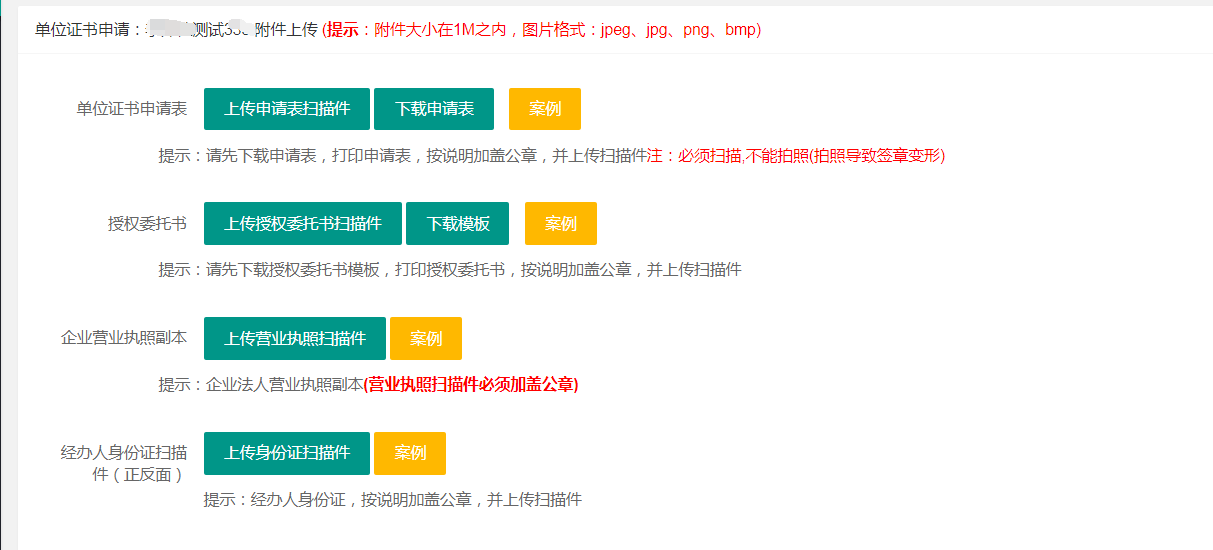 单位证书申请：测试333 附件上传 (提示：附件大小在1M之内，图片格式：jpeg、jpg、png、bmp)
单位证书申请表 上传申请表扫描件 下载申请表 案例
提示：请先下载申请表，打印申请表，按说明加盖公章，并上传扫描件注：必须扫描,不能拍照(拍照导致签章变形)
授权委托书 上传授权委托书扫描件 下载模板 案例
提示：请先下载授权委托书模板，打印授权委托书，按说明加盖公章，并上传扫描件
企业营业执照副本 上传营业执照扫描件 案例
提示：企业法人营业执照副本(营业执照扫描件必须加盖公章)
经办人身份证扫描 上传身份证扫描件 案例
件（正反面）
提示：经办人身份证，按说明加盖公章，并上传扫描件